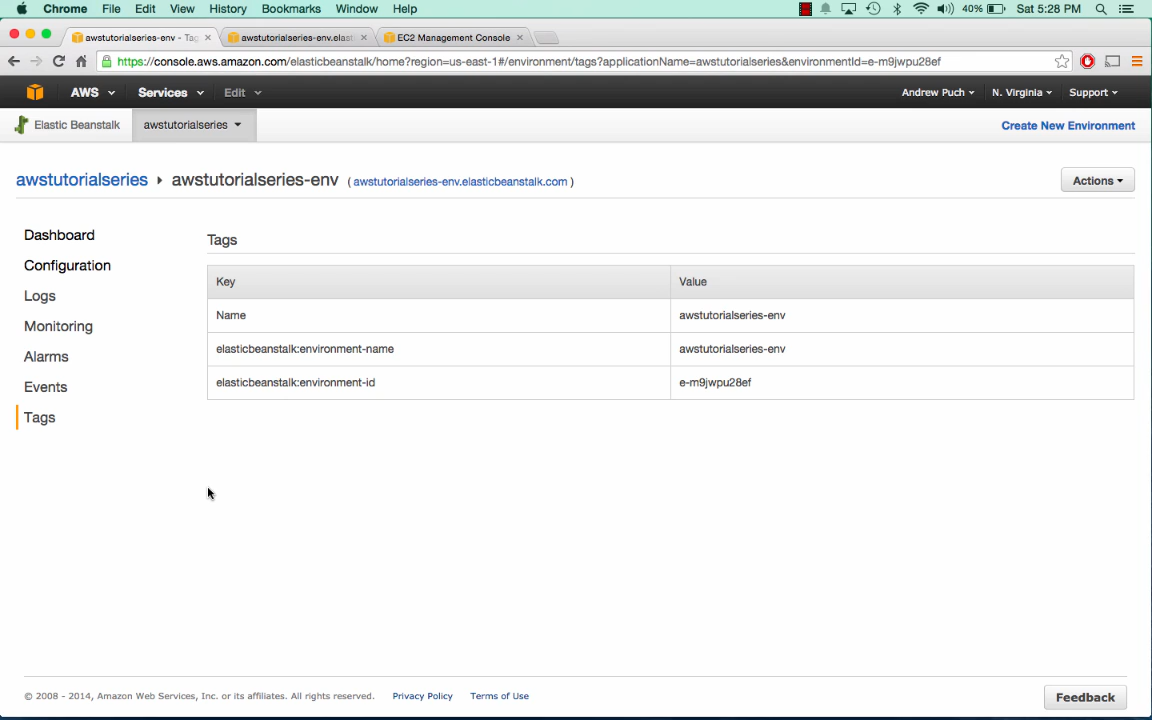 Chrome File Edit View History Bookmarks Window Help 40% Sat 5:28 PM
awstutorialseries-env - Tag awstutorialseries-env.elast EC2 Management Console
https://console.aws.amazon.com/elasticbeanstalk/home?region=us-east-1#/environment/tags?applicationName=awstutorialseries&environmentId=e-m9jwpu28ef
AWS Services Edit Andrew Puch N. Virginia Support
Elastic Beanstalk awstutorialseries Create New Environment
awstutorialseries awstutorialseries-env ( awstutorialseries-env.elasticbeanstalk.com ) Actions
Dashboard
Configuration
Logs
Monitoring
Alarms
Events
Tags
Tags
Key Value
Name awstutorialseries-env
elasticbeanstalk:environment-name awstutorialseries-env
elasticbeanstalk:environment-id e-m9jwpu28ef
© 2008 - 2014, Amazon Web Services, Inc. or its affiliates. All rights reserved. Privacy Policy Terms of Use Feedback